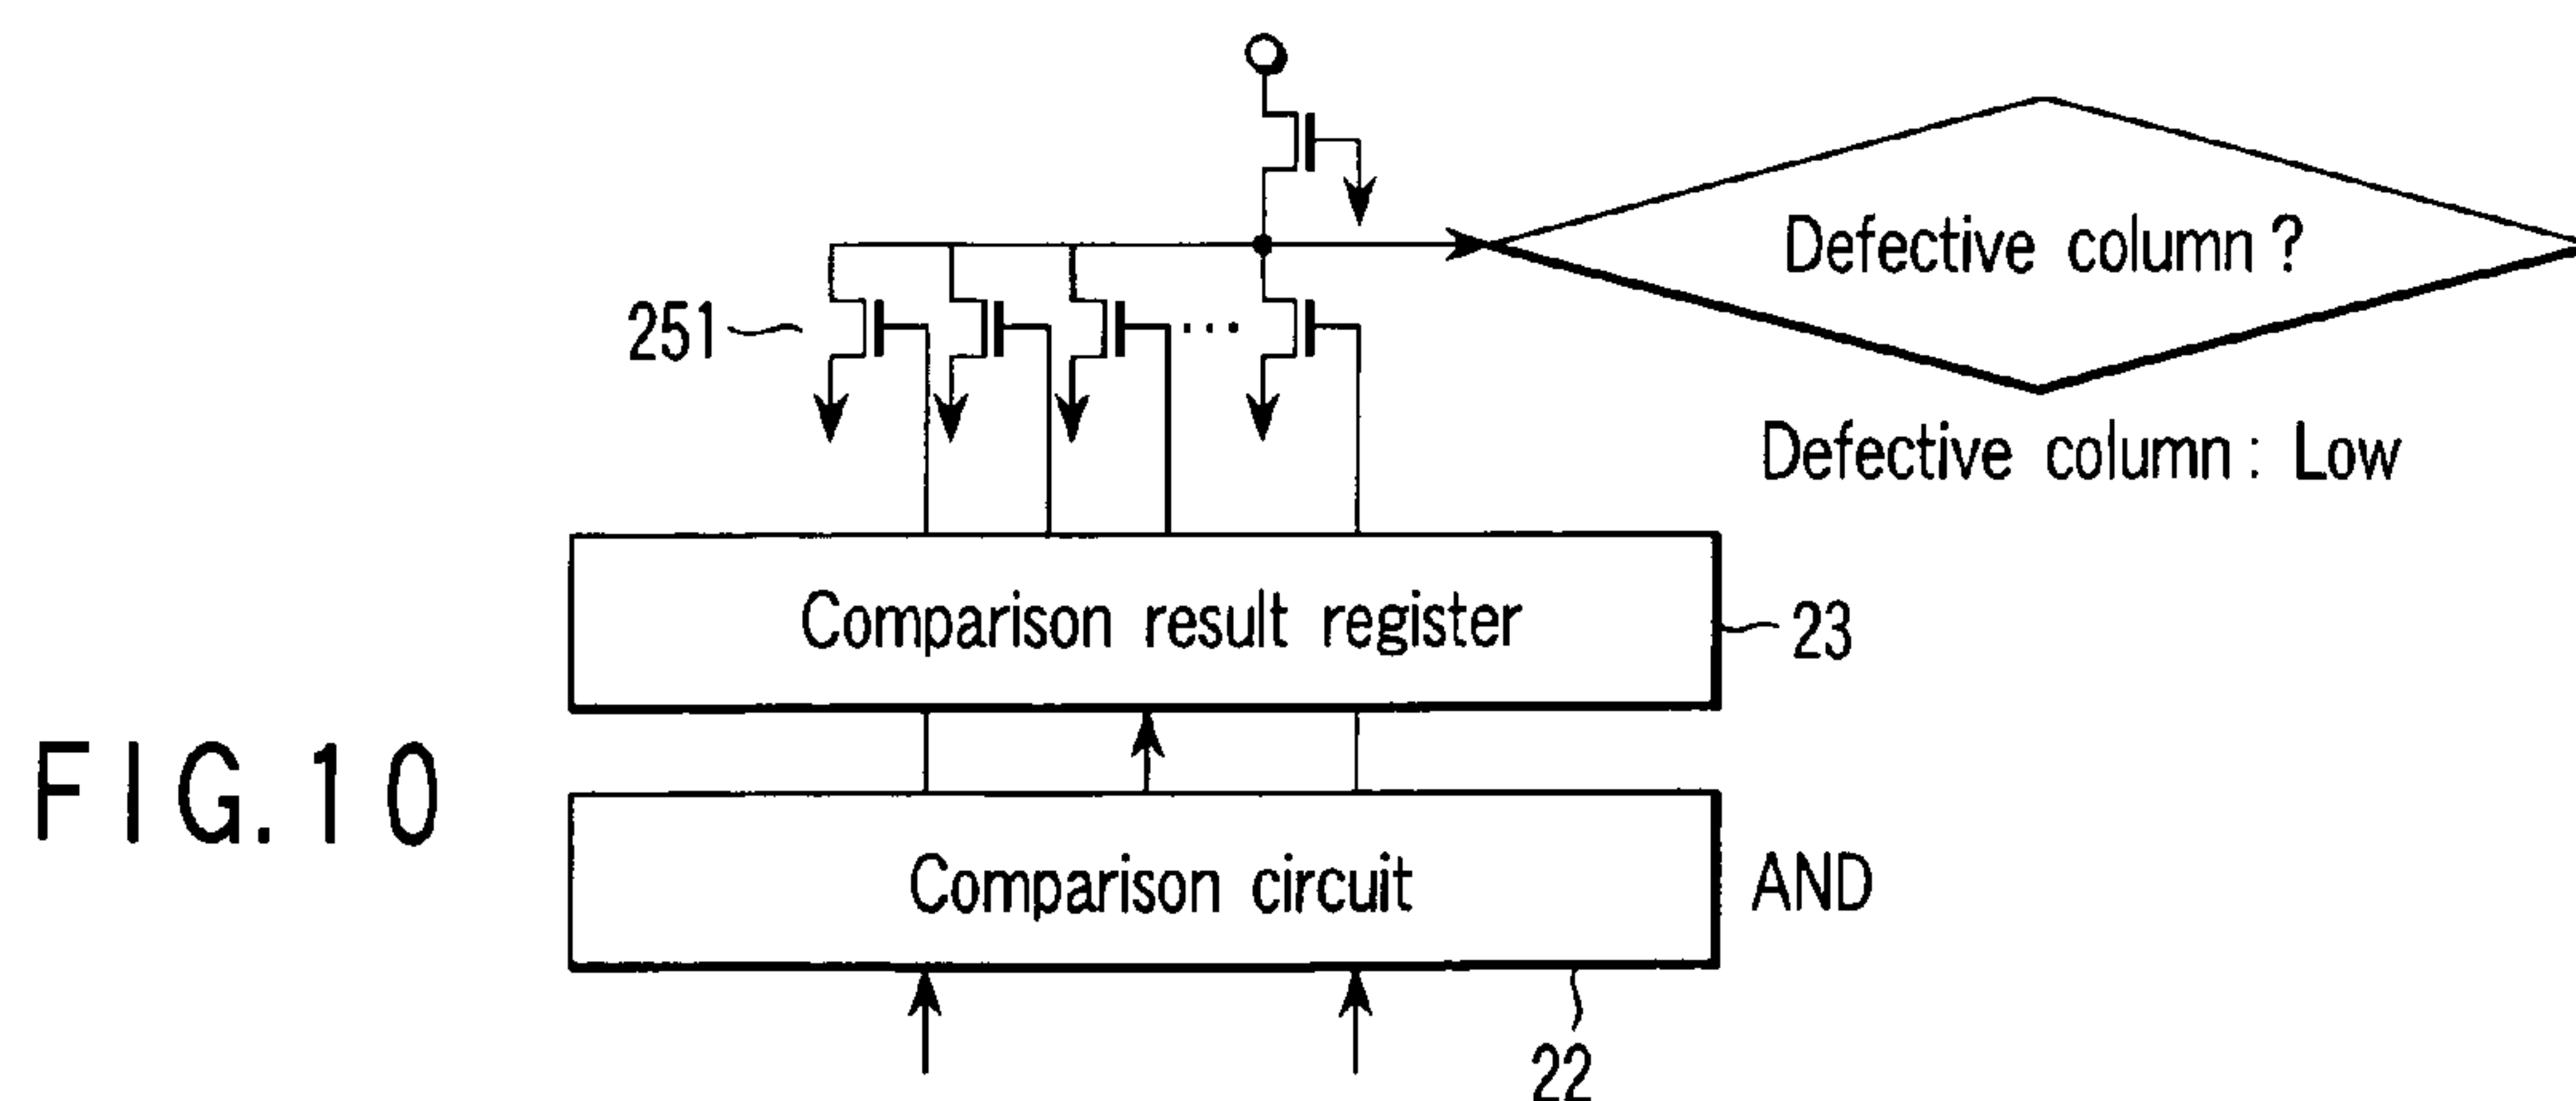 Defective column?
251
Defective column: Low
Comparison result register
23
FIG. 10
Comparison circuit
AND
22